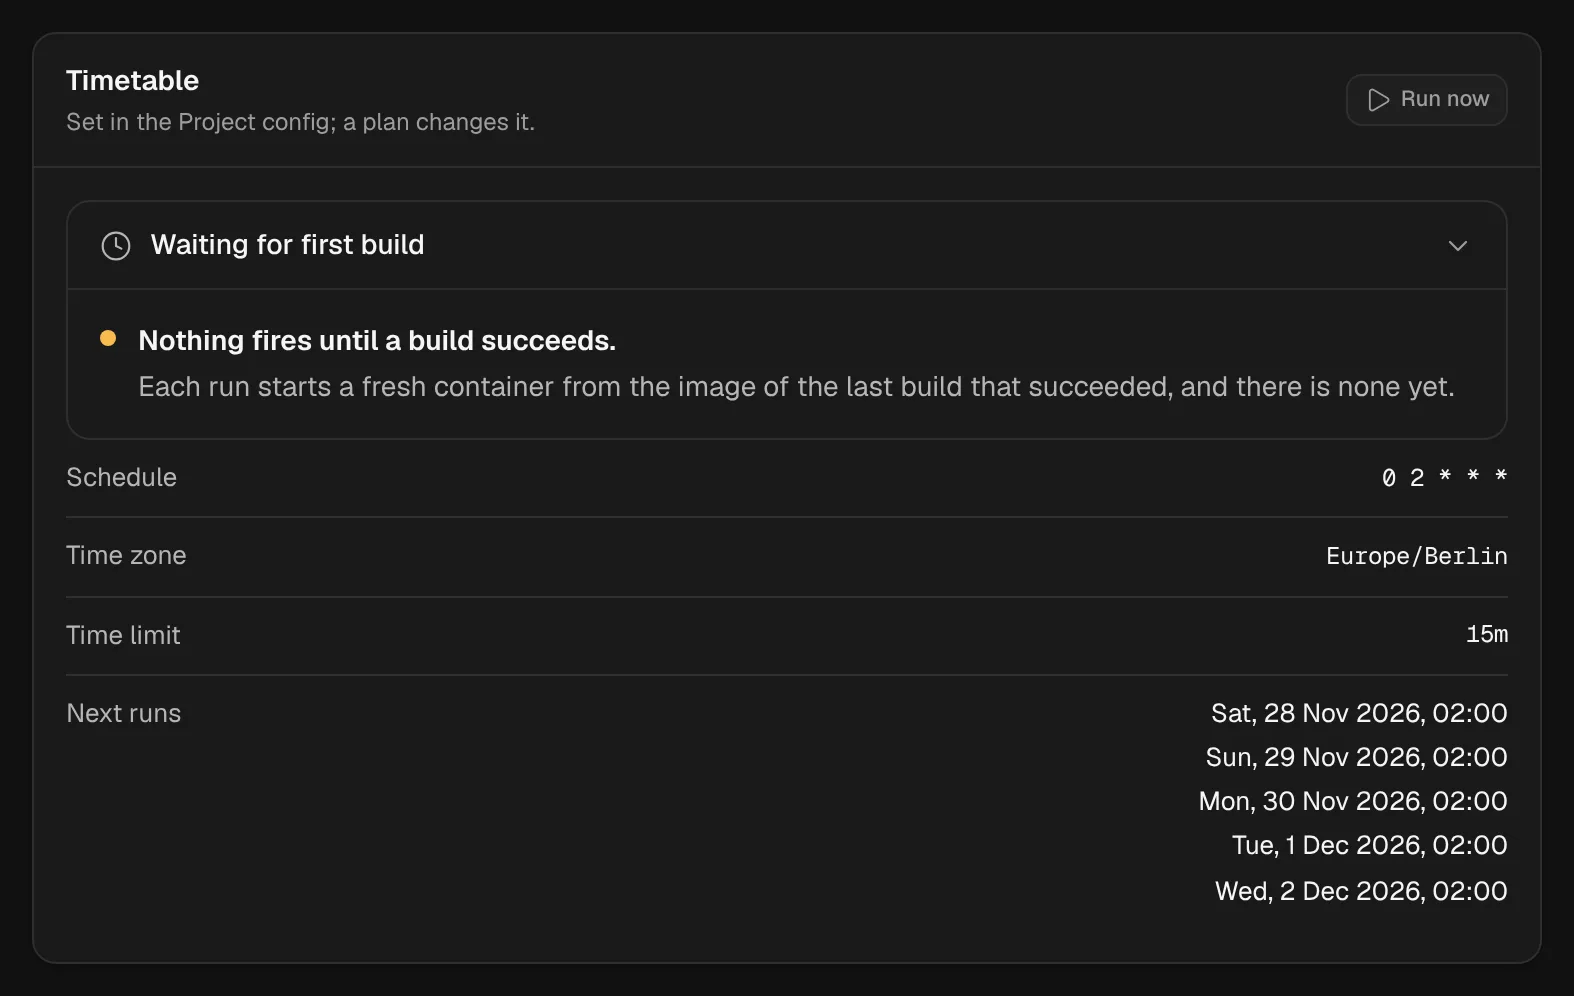 Timetable
Set in the Project config; a plan changes it.
Run now
Waiting for first build
Nothing fires until a build succeeds.
Each run starts a fresh container from the image of the last build that succeeded, and there is none yet.
Schedule 0 2 * * *
Time zone Europe/Berlin
Time limit 15m
Next runs Sat, 28 Nov 2026, 02:00
Sun, 29 Nov 2026, 02:00
Mon, 30 Nov 2026, 02:00
Tue, 1 Dec 2026, 02:00
Wed, 2 Dec 2026, 02:00